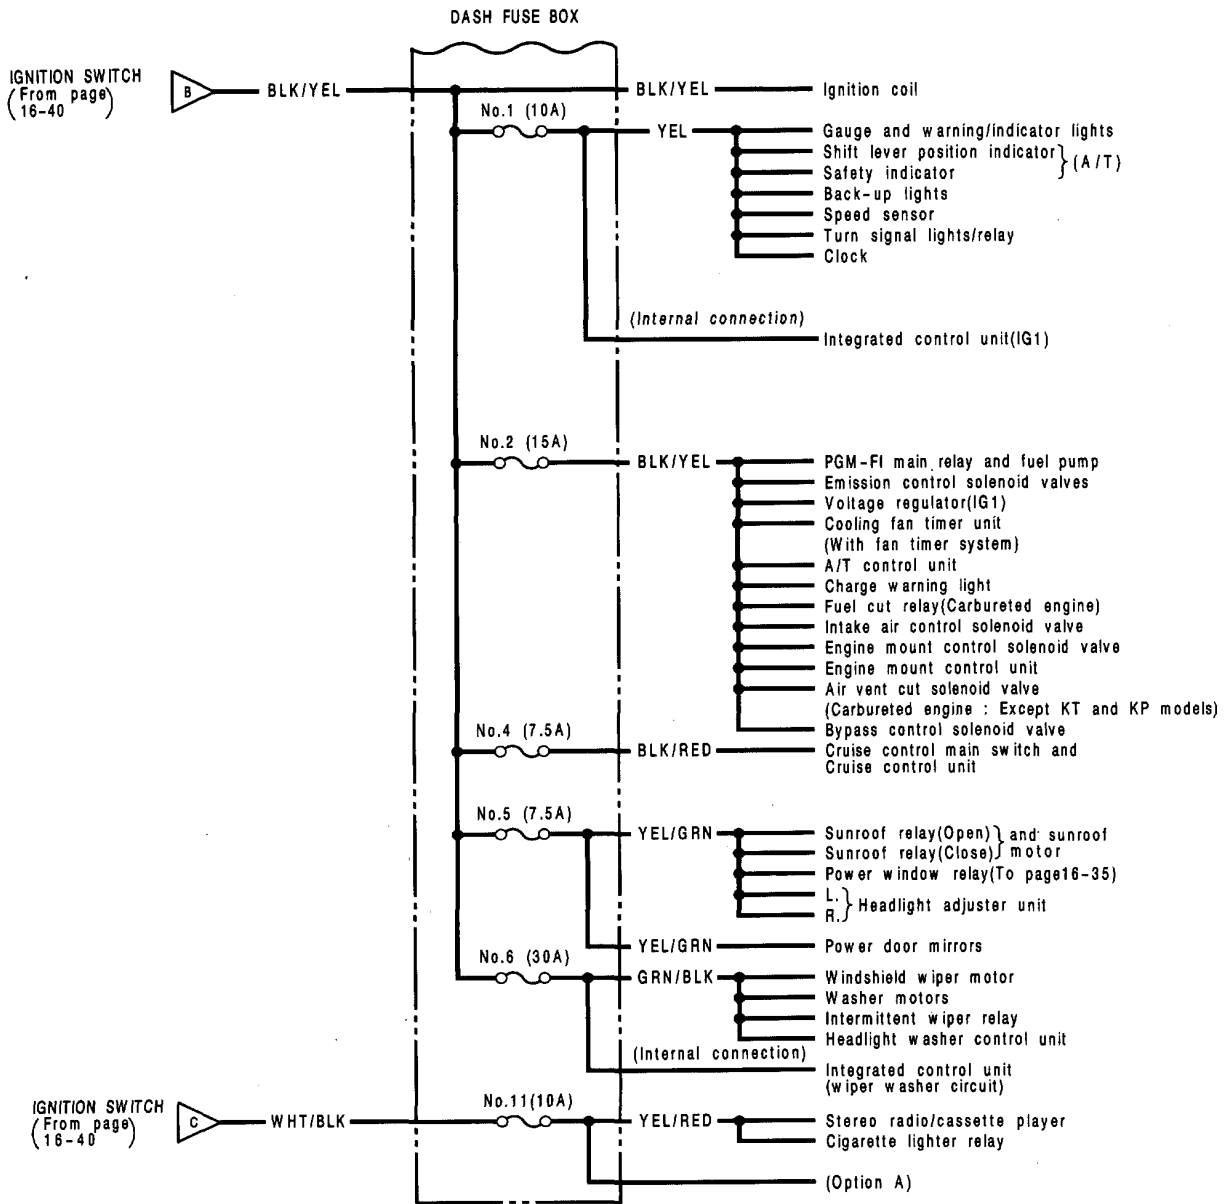 DASH FUSE BOX
IGNITION SWITCH
(From page
16-40)
B
BLK/YEL
BLK/YEL
Ignition coil
No.1 (10A)
YEL
Gauge and warning/indicator lights
Shift lever position indicator
Safety indicator
(A/T)
Back-up lights
Speed sensor
Turn signal lights/relay
Clock
(Internal connection)
Integrated control unit(IG1)
No.2 (15A)
BLK/YEL
PGM-FI main relay and fuel pump
Emission control solenoid valves
Voltage regulator(IG1)
Cooling fan timer unit
(With fan timer system)
A/T control unit
Charge warning light
Fuel cut relay(Carbureted engine)
Intake air control solenoid valve
Engine mount control solenoid valve
Engine mount control unit
Air vent cut solenoid valve
(Carbureted engine : Except KT and KP models)
Bypass control solenoid valve
No.4 (7.5A)
BLK/RED
Cruise control main switch and
Cruise control unit
No.5 (7.5A)
YEL/GRN
Sunroof relay(Open)
Sunroof relay(Close)
and sunroof
motor
Power window relay(To page16-35)
L.
R.
Headlight adjuster unit
YEL/GRN
Power door mirrors
No.6 (30A)
GRN/BLK
Windshield wiper motor
Washer motors
Intermittent wiper relay
Headlight washer control unit
(Internal connection)
Integrated control unit
(wiper washer circuit)
IGNITION SWITCH
(From page
16-40)
C
WHT/BLK
No.11(10A)
YEL/RED
Stereo radio/cassette player
Cigarette lighter relay
(Option A)